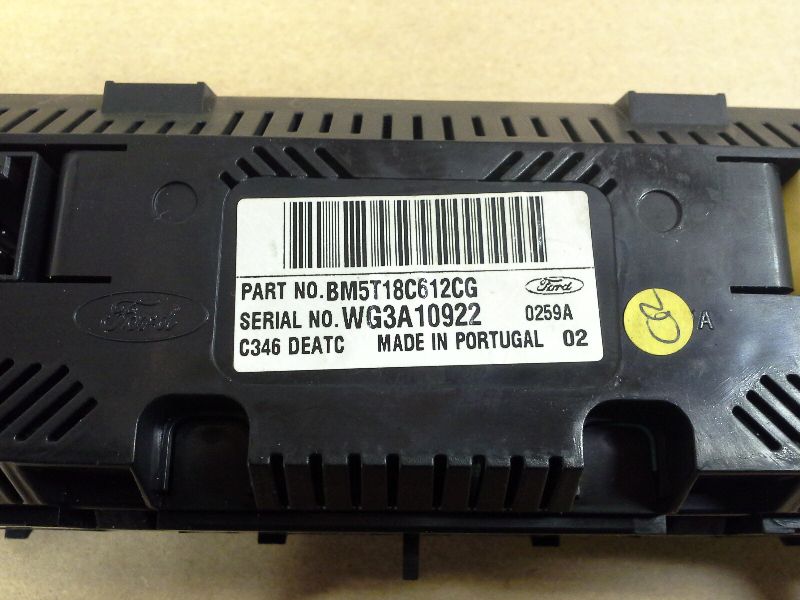 PART NO. BM5T18C612CG
Ford
SERIAL NO. WG3A10922
0259A
C346 DEATC MADE IN PORTUGAL 02
Ford
A